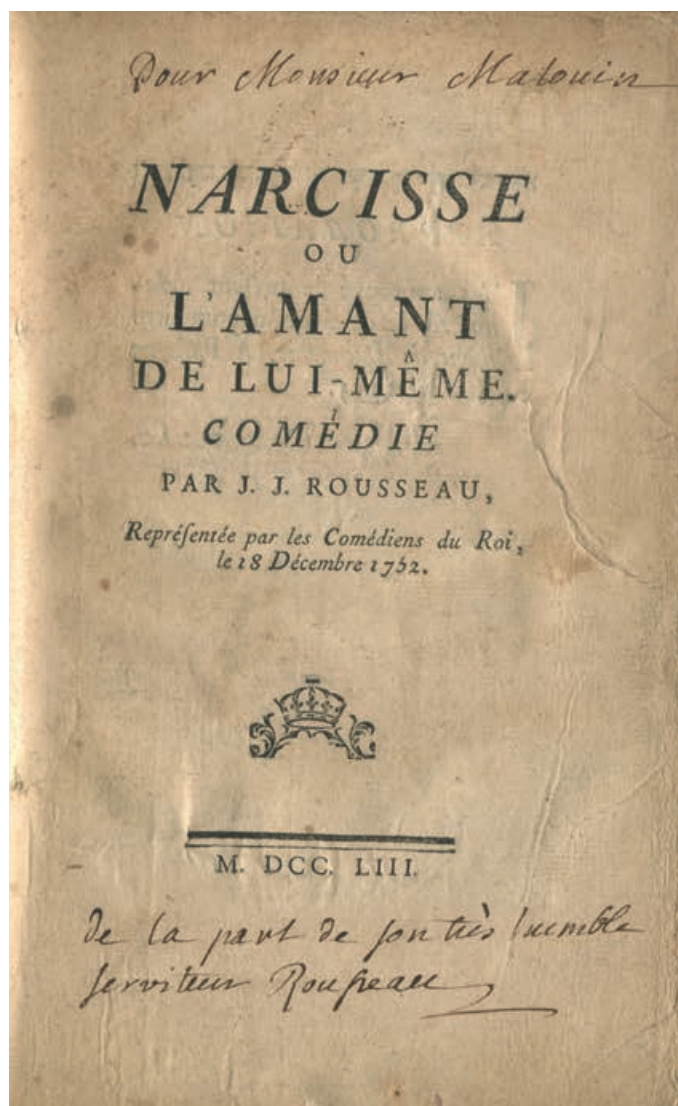 Pour Monsieur Malouin
NARCISSE
OU
L'AMANT
DE LUI-MÊME.
COMÉDIE
PAR J. J. ROUSSEAU,
Repréſentée par les Comédiens du Roi,
le 18 Décembre 1752.
M. DCC. LIII.
de la part de ſon très humble
ſerviteur Rouſseau